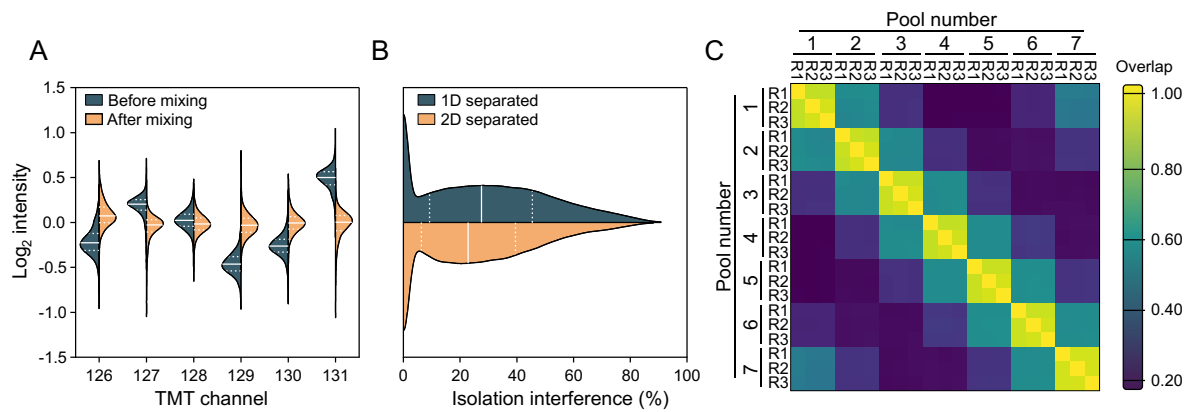 A
1.5
1.0
0.5
0.0
-0.5
-1.0
-1.5
Log2 intensity
Before mixing
After mixing
126 127 128 129 130 131
TMT channel
B
1D separated
2D separated
0 20 40 60 80 100
Isolation interference (%)
C
Pool number
1 2 3 4 5 6 7
R1 R2 R3 R1 R2 R3 R1 R2 R3 R1 R2 R3 R1 R2 R3 R1 R2 R3 R1 R2 R3
Pool number
1
R1
R2
R3
2
R1
R2
R3
3
R1
R2
R3
4
R1
R2
R3
5
R1
R2
R3
6
R1
R2
R3
7
R1
R2
R3
Overlap
1.00
0.80
0.60
0.40
0.20